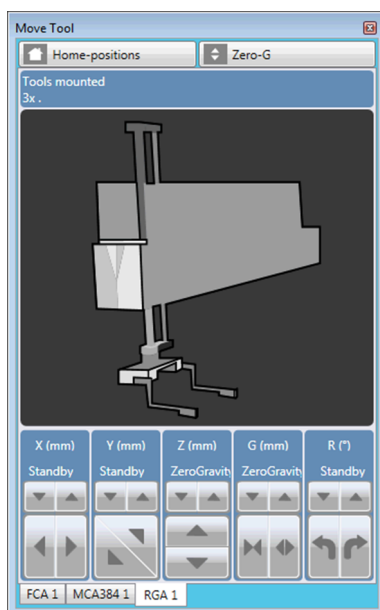 Move Tool
Home-positions
Zero-G
Tools mounted
3x .
X (mm) Y (mm) Z (mm) G (mm) R (°)
Standby Standby ZeroGravity ZeroGravity Standby
FCA 1 MCA384 1 RGA 1